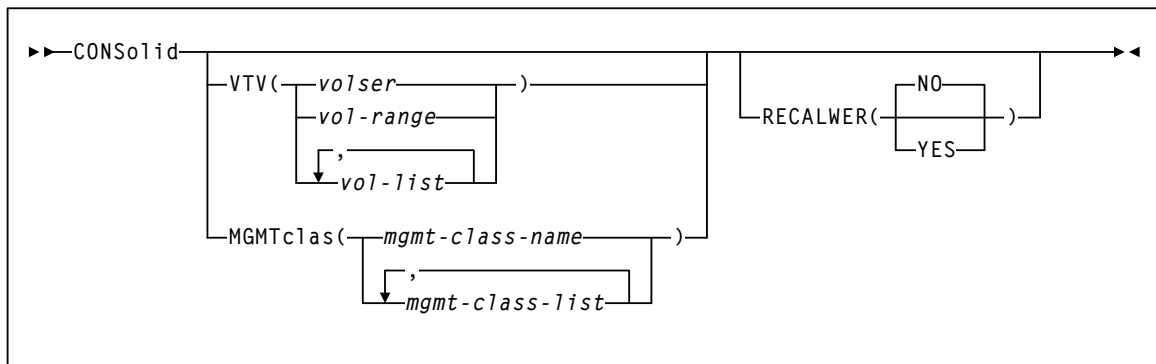 CONSolid
VTV( volser )
vol-range
,
vol-list
MGMTclas( mgmt-class-name )
,
mgmt-class-list
NO
RECALWER( )
YES